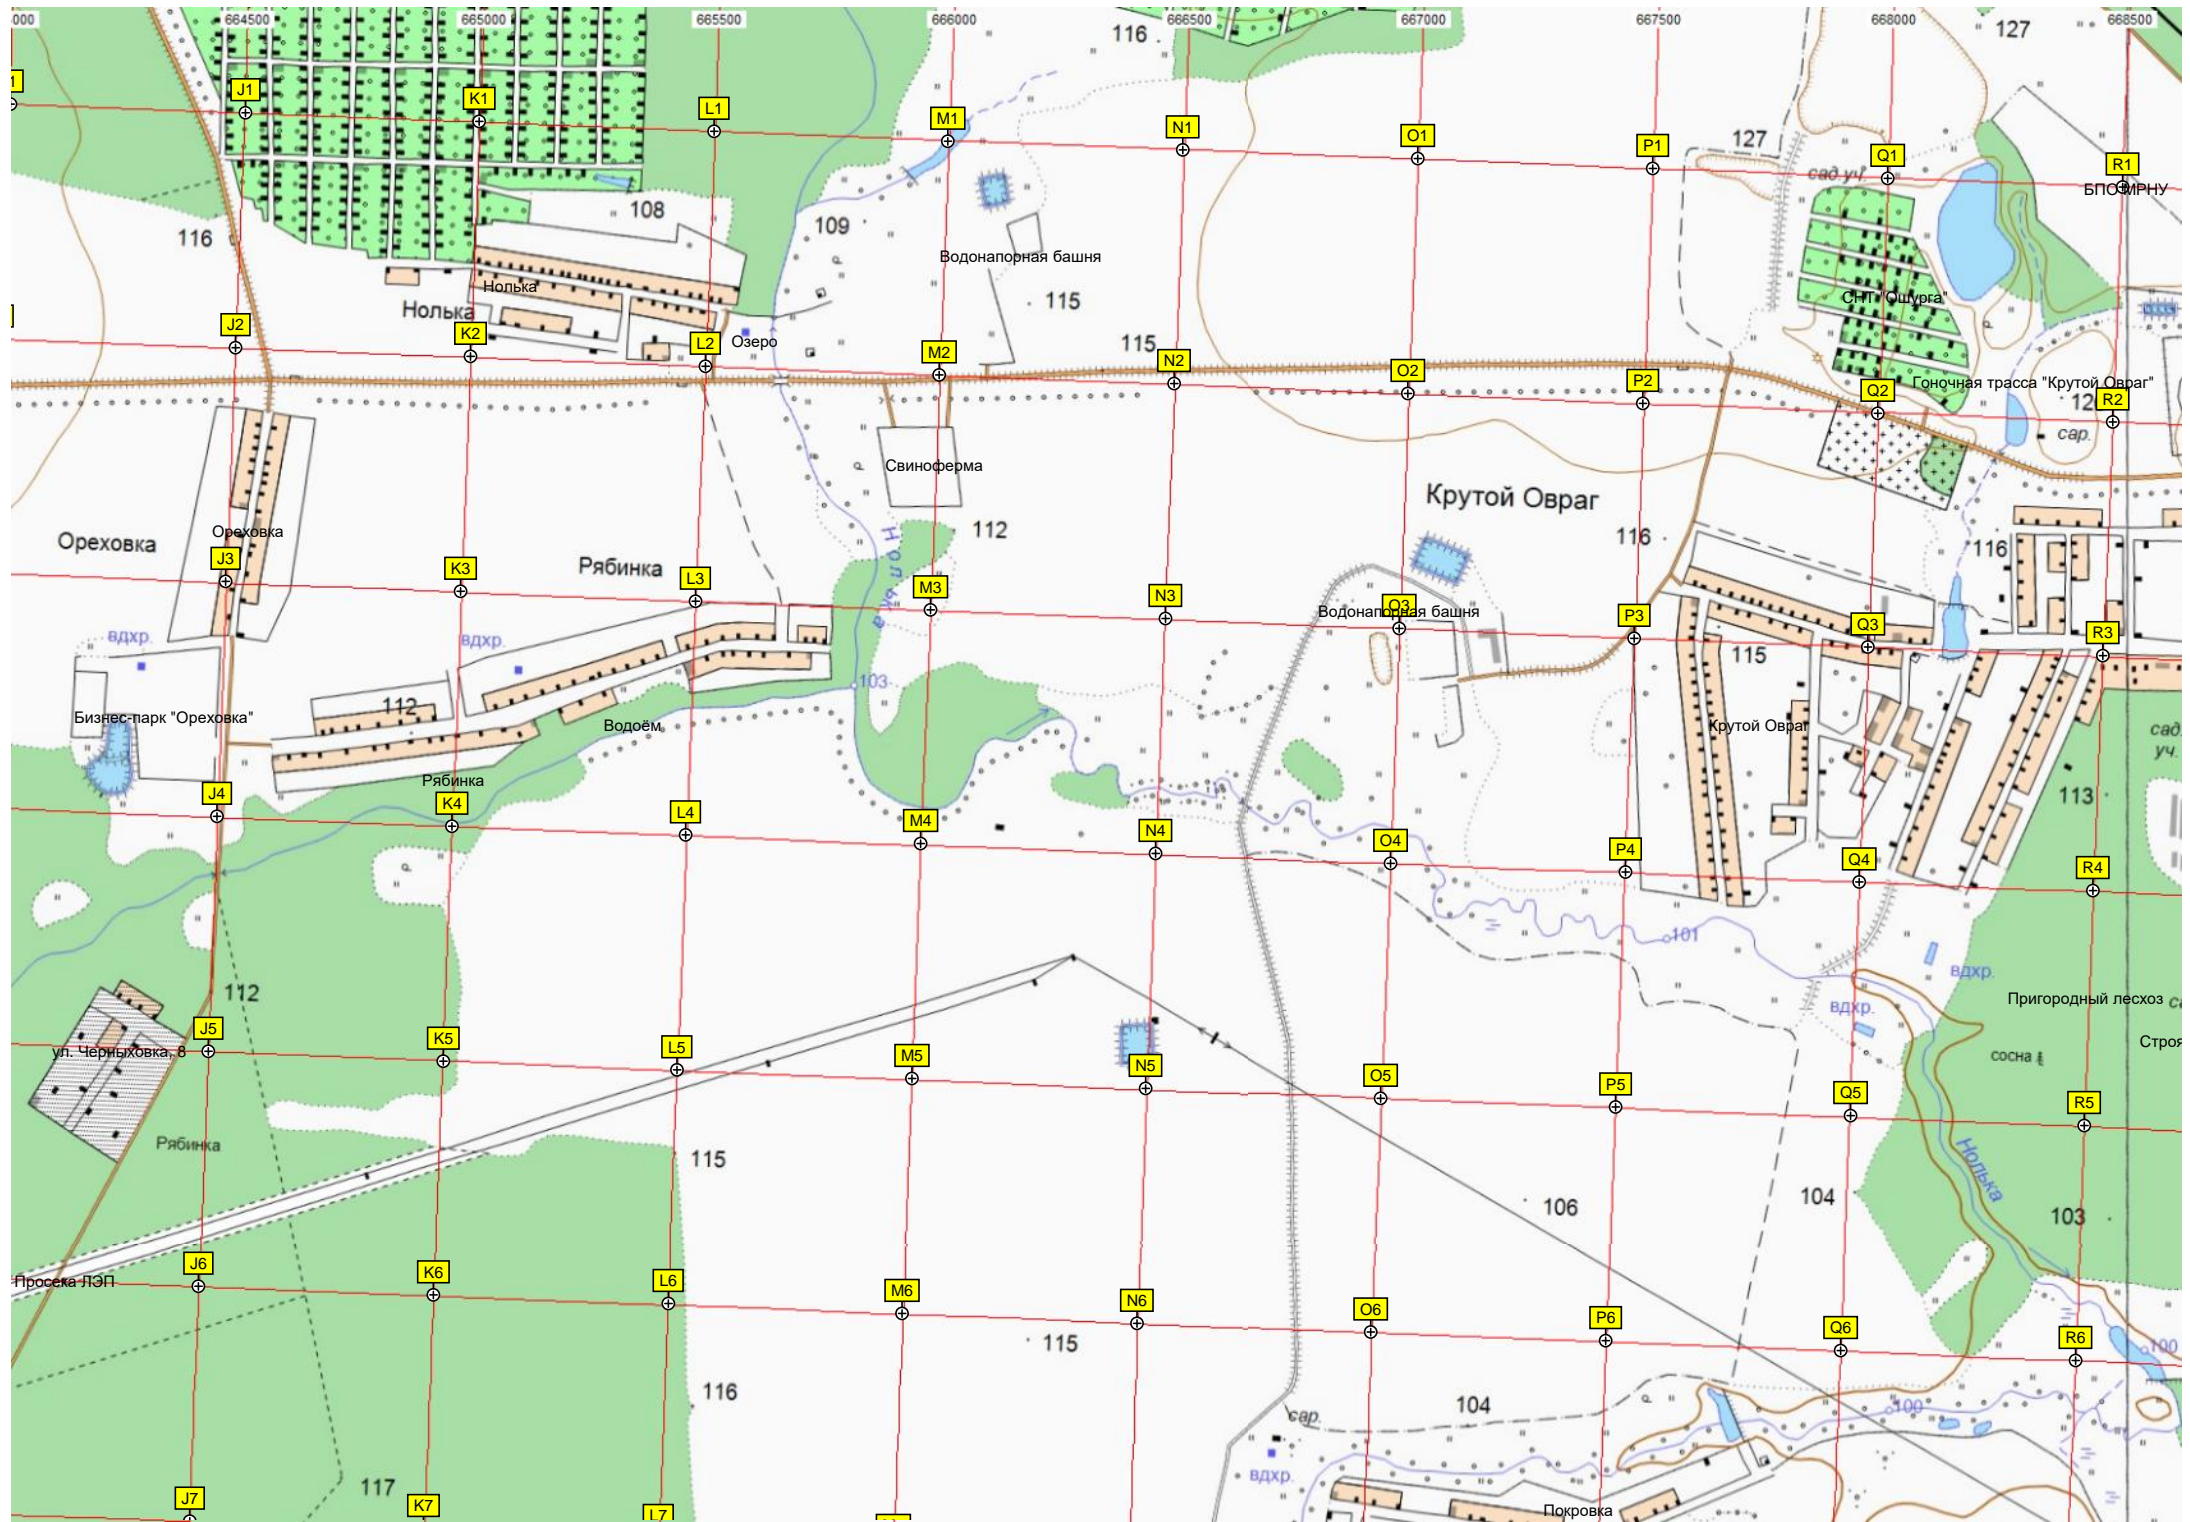 664500
665000
665500
666000
666500
667000
667500
668000
668500
127
116
J1
K1
L1
M1
N1
O1
P1
127
Q1
R1
сад уч.
БПО МРНУ
108
109
116
Водонапорная башня
115
Нолька
Нолька
СНТ "Ошурга"
J2
K2
L2
Озеро
M2
115
N2
O2
P2
Q2
Гоночная трасса "Крутой Овраг"
R2
сар.
Свиноферма
Крутой Овраг
112
Ореховка
Ореховка
116
116
J3
K3
Рябинка
L3
M3
N3
O3
Водонапорная башня
P3
Q3
R3
Нолька
вдхр.
вдхр.
115
103
112
Бизнес-парк "Ореховка"
Водоём
Крутой Овраг
сад.
уч.
Рябинка
113
J4
K4
L4
M4
N4
O4
P4
Q4
R4
101
вдхр.
112
вдхр.
Пригородный лесхоз
J5
K5
L5
M5
N5
O5
P5
Q5
R5
ул. Черныховка, 8
сосна
Рябинка
115
Нолька
106
104
103
Просека ЛЭП
J6
K6
L6
M6
N6
O6
P6
Q6
R6
115
100
116
104
100
сар.
вдхр.
117
J7
K7
L7
Покровка